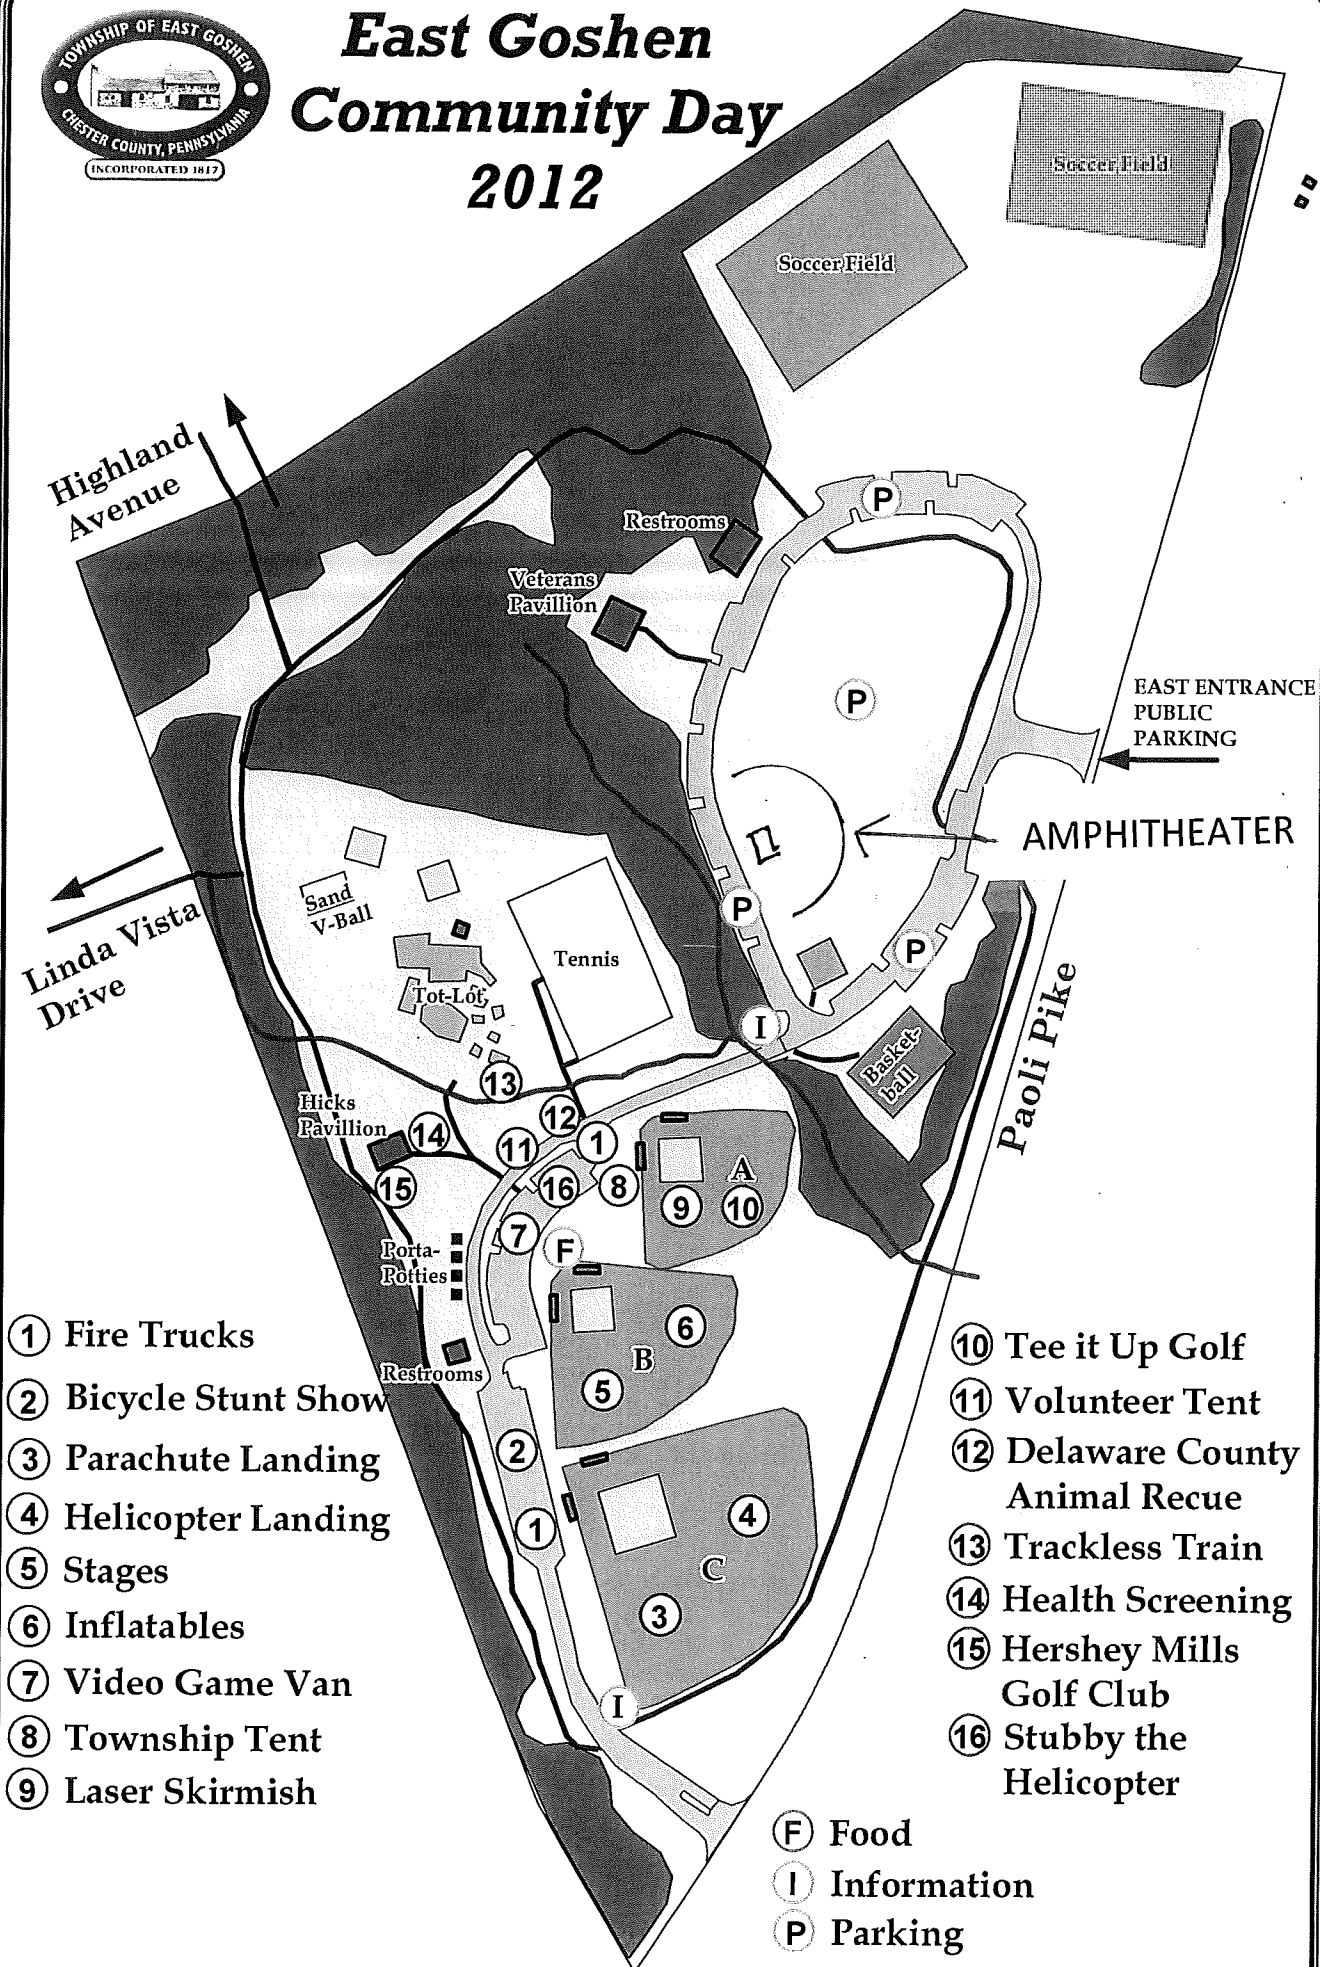 TOWNSHIP OF EAST GOSHEN
CHESTER COUNTY, PENNSYLVANIA
INCORPORATED 1817
East Goshen
Community Day
2012
Soccer Field
Soccer Field
Highland
Avenue
Restrooms
P
Veterans
Pavillion
P
EAST ENTRANCE
PUBLIC
PARKING
AMPHITHEATER
Sand
V-Ball
P
Linda Vista
Drive
Tennis
P
Tot-Lot
I
Basket-
ball
Paoli Pike
13
Hicks
Pavillion
14
12
11
1
A
15
16
8
9
10
7
F
Porta-
Potties
6
B
Restrooms
5
2
1
4
C
3
I
1 Fire Trucks
2 Bicycle Stunt Show
3 Parachute Landing
4 Helicopter Landing
5 Stages
6 Inflatables
7 Video Game Van
8 Township Tent
9 Laser Skirmish
10 Tee it Up Golf
11 Volunteer Tent
12 Delaware County
Animal Recue
13 Trackless Train
14 Health Screening
15 Hershey Mills
Golf Club
16 Stubby the
Helicopter
F Food
I Information
P Parking